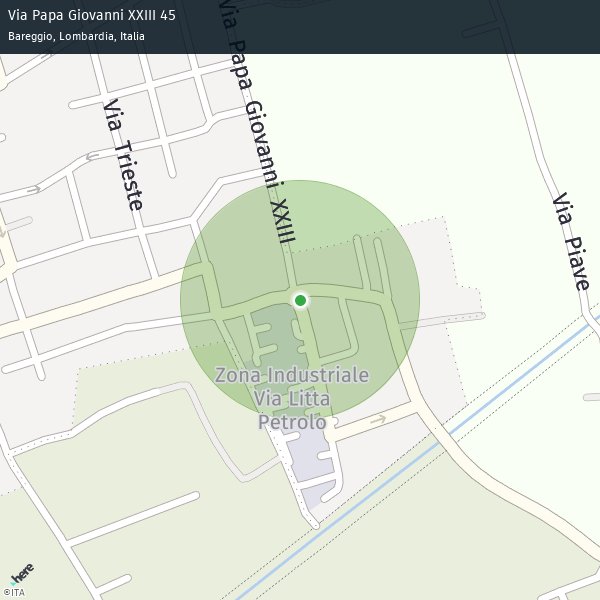 Via Papa Giovanni XXIII 45
Bareggio, Lombardia, Italia
Via Papa Giovanni XXIII
Via Trieste
Via Piave
Zona Industriale
Via Litta
Petrolo
here
©ITA